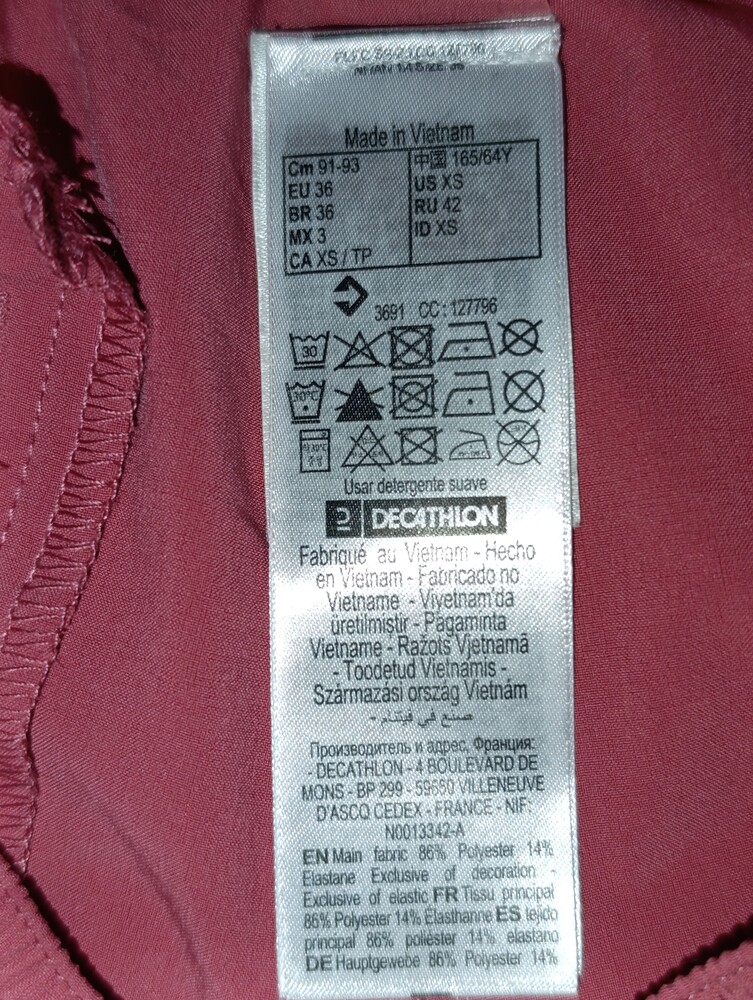 Made in Vietnam
Cm 91-93
EU 36
BR 36
MX 3
CA XS / TP
中国 165/64Y
US XS
RU 42
ID XS
3691 CC : 127796
30
30°C
Usar detergente suave
DECATHLON
Fabriqué au Vietnam - Hecho
en Vietnam - Fabricado no
Vietname - Viyetnam'da
üretilmiştir - Pagaminta
Vietname - Ražots Vjetnamā
- Toodetud Vietnamis -
Származási ország Vietnám
- صنع في فيتنام
Производитель и адрес, Франция:
- DECATHLON - 4 BOULEVARD DE
MONS - BP 299 - 59650 VILLENEUVE
D'ASCQ CEDEX - FRANCE - NIF:
N0013342-A
EN Main fabric 86% Polyester 14%
Elastane Exclusive of decoration -
Exclusive of elastic FR Tissu principal
86% Polyester 14% Elasthanne ES tejido
principal 86% poliéster 14% elastano
DE Hauptgewebe 86% Polyester 14%